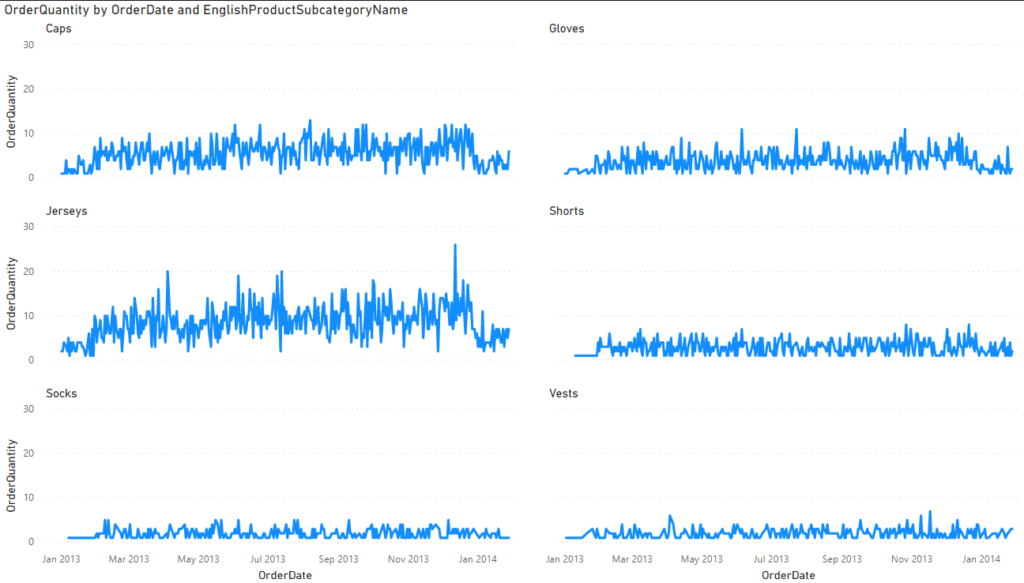 OrderQuantity by OrderDate and EnglishProductSubcategoryName
Caps
Gloves
30
20
10
0
OrderQuantity
Jerseys
Shorts
30
20
10
0
OrderQuantity
Socks
Vests
30
20
10
0
OrderQuantity
Jan 2013 Mar 2013 May 2013 Jul 2013 Sep 2013 Nov 2013 Jan 2014
Jan 2013 Mar 2013 May 2013 Jul 2013 Sep 2013 Nov 2013 Jan 2014
OrderDate
OrderDate